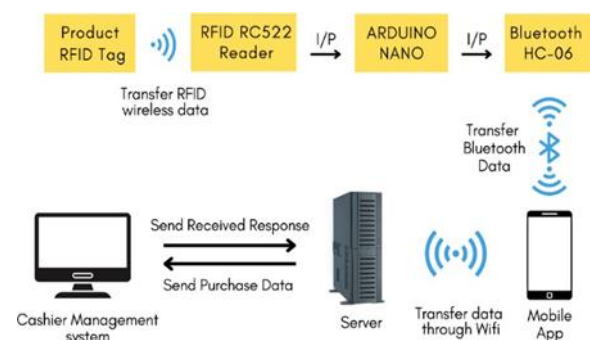 Product
RFID Tag
RFID RC522
Reader
I/P
ARDUINO
NANO
I/P
Bluetooth
HC-06
Transfer RFID
wireless data
Transfer
Bluetooth
Data
Send Received Response
Send Purchase Data
Cashier Management
system
Server
Transfer data
through Wifi
Mobile
App